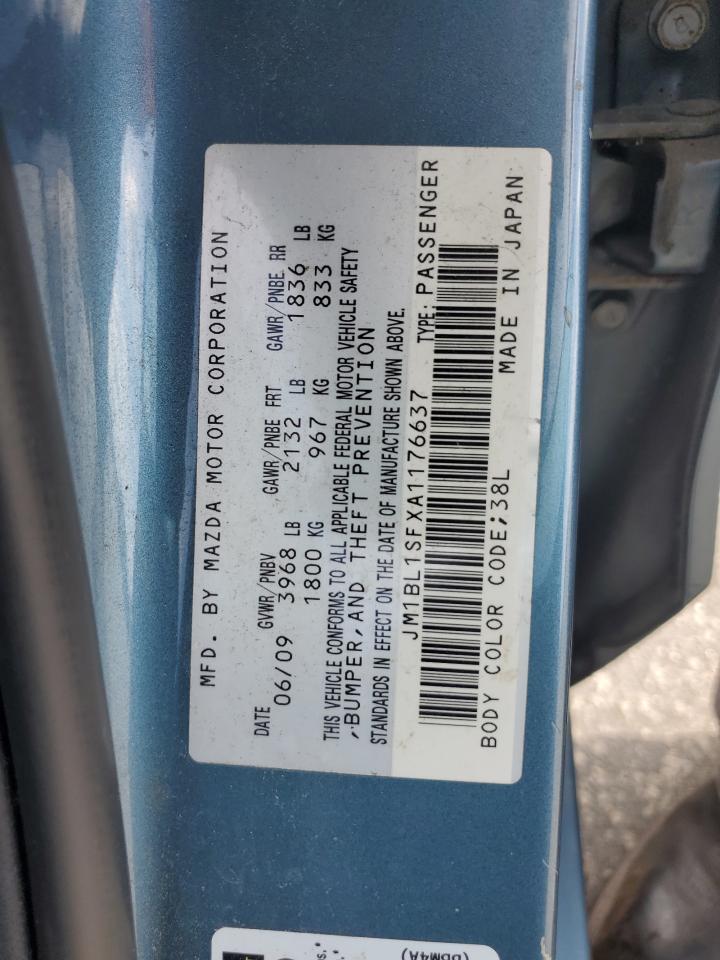 MFD. BY MAZDA MOTOR CORPORATION
DATE GVWR/PNBV GAWR/PNBE FRT GAWR/PNBE RR
06/09 3968 LB 2132 LB 1836 LB
1800 KG 967 KG 833 KG
THIS VEHICLE CONFORMS TO ALL APPLICABLE FEDERAL MOTOR VEHICLE SAFETY
,BUMPER, AND THEFT PREVENTION
STANDARDS IN EFFECT ON THE DATE OF MANUFACTURE SHOWN ABOVE.
JM1BL1SFXA1176637 TYPE: PASSENGER
BODY COLOR CODE;38L MADE IN JAPAN
(DDM4A)